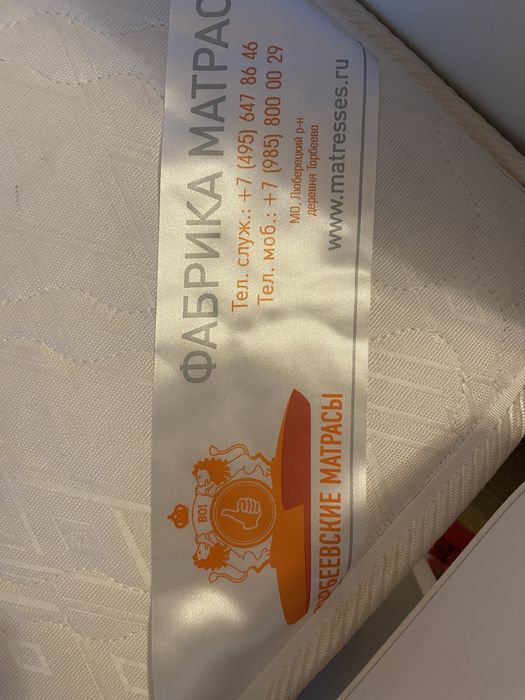 ФАБРИКА МАТРАС
Тел. служ.: +7 (495) 647 86 46
Тел. моб.: +7 (985) 800 00 29
МО, Люберецкий р-н
деревня Торбеево
www.matresses.ru
ВО!
ТОРБЕЕВСКИЕ МАТРАСЫ